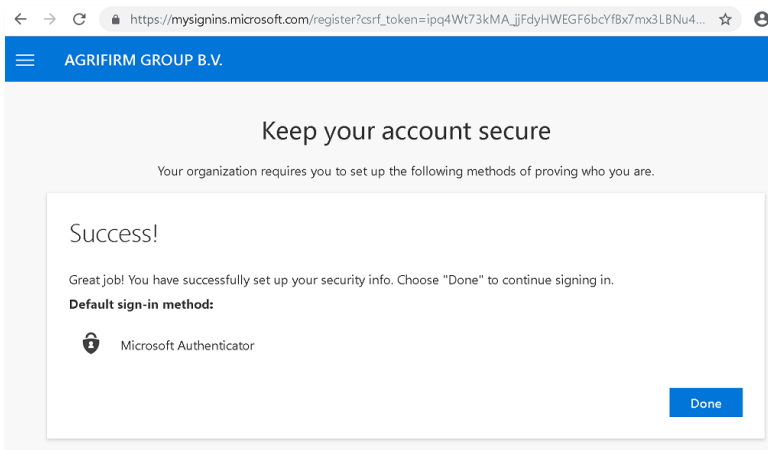 https://mysignins.microsoft.com/register?csrf_token=ipq4Wt73kMA_jjFdyHWEGF6bcYfBx7mx3LBNu4...
AGRIFIRM GROUP B.V.
Keep your account secure
Your organization requires you to set up the following methods of proving who you are.
Success!
Great job! You have successfully set up your security info. Choose "Done" to continue signing in.
Default sign-in method:
Microsoft Authenticator
Done